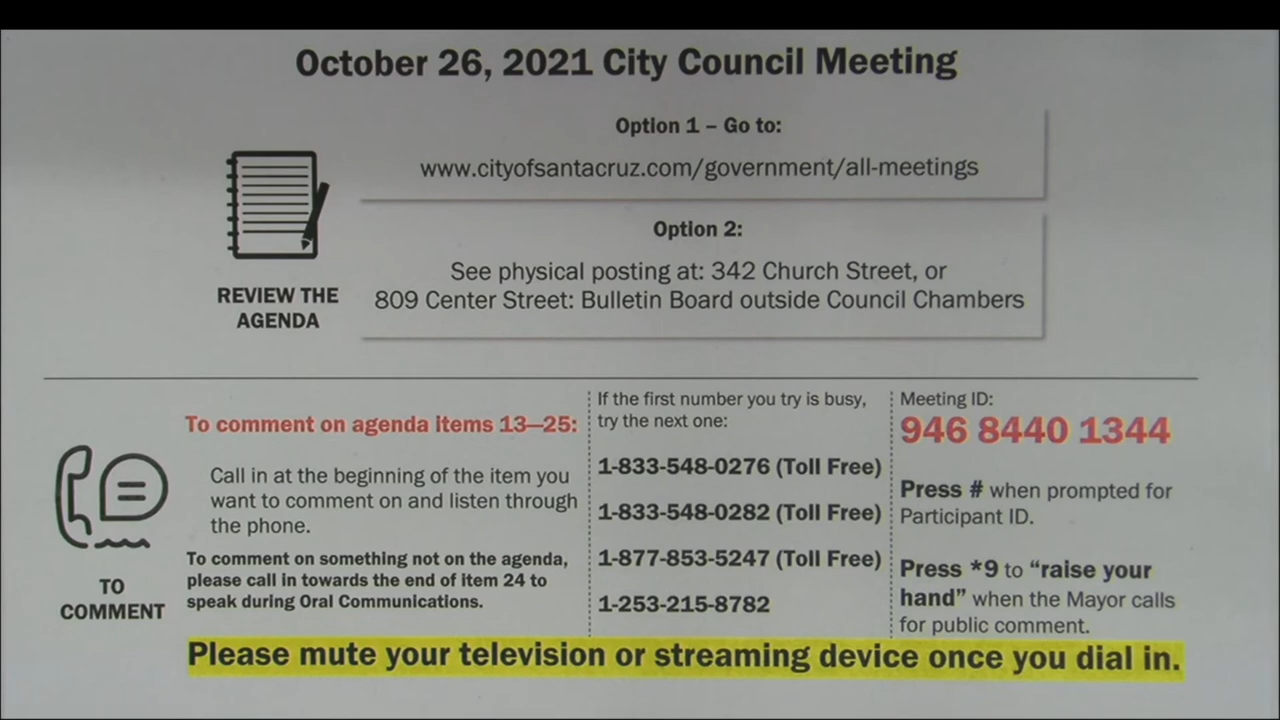 October 26, 2021 City Council Meeting
Option 1 – Go to:
www.cityofsantacruz.com/government/all-meetings
Option 2:
See physical posting at: 342 Church Street, or
809 Center Street: Bulletin Board outside Council Chambers
REVIEW THE
AGENDA
To comment on agenda items 13—25:
Call in at the beginning of the item you
want to comment on and listen through
the phone.
To comment on something not on the agenda,
please call in towards the end of item 24 to
speak during Oral Communications.
TO
COMMENT
If the first number you try is busy,
try the next one:
1-833-548-0276 (Toll Free)
1-833-548-0282 (Toll Free)
1-877-853-5247 (Toll Free)
1-253-215-8782
Meeting ID:
946 8440 1344
Press # when prompted for
Participant ID.
Press *9 to “raise your
hand” when the Mayor calls
for public comment.
Please mute your television or streaming device once you dial in.